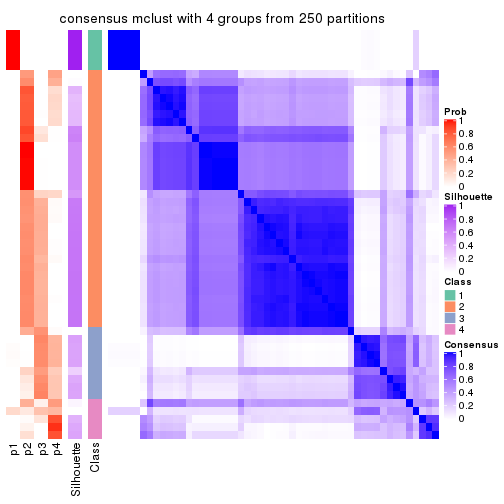 consensus mclust with 4 groups from 250 partitions
Prob
1
0.8
0.6
0.4
0.2
0
Silhouette
1
0.8
0.6
0.4
0.2
0
Class
1
2
3
4
Consensus
1
0.8
0.6
0.4
0.2
0
p1
p2
p3
p4
Silhouette
Class